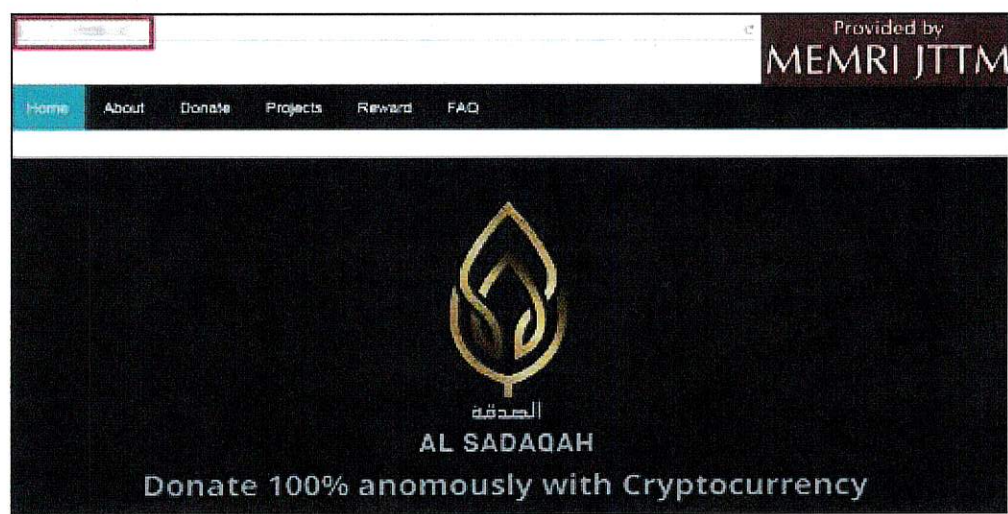 Provided by
MEMRI JTTM
Home About Donate Projects Reward FAQ
الصدقة
AL SADAQAH
Donate 100% anomously with Cryptocurrency